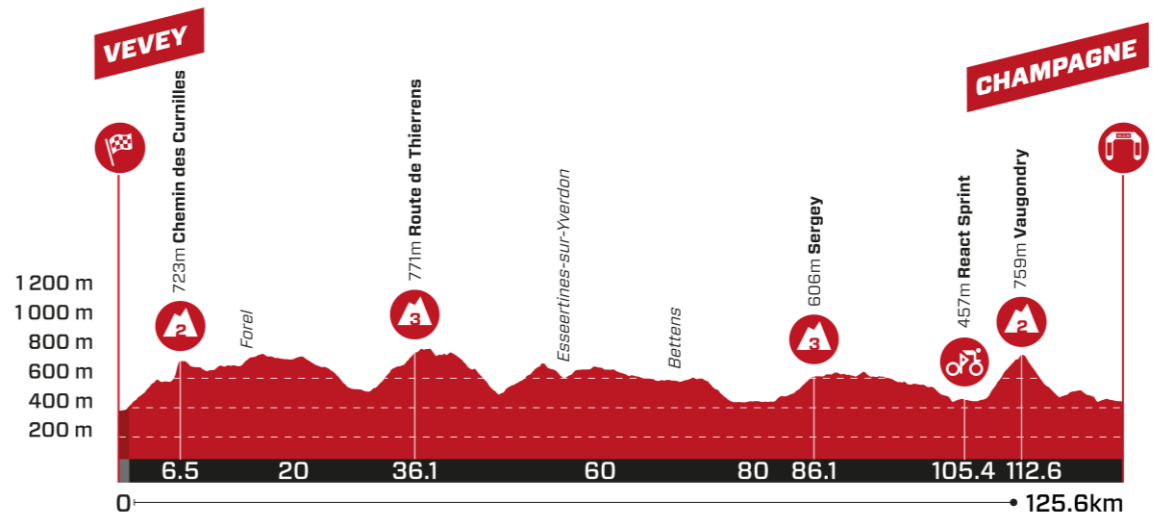 VEVEY
CHAMPAGNE
723m Chemin des Curnilles
Forel
771m Route de Thierrens
Esseertines-sur-Yverdon
Bettens
606m Sergey
457m React Sprint
759m Vaugondry
2
3
3
2
1 200 m
1 000 m
800 m
600 m
400 m
200 m
6.5 20 36.1 60 80 86.1 105.4 112.6
0 125.6km